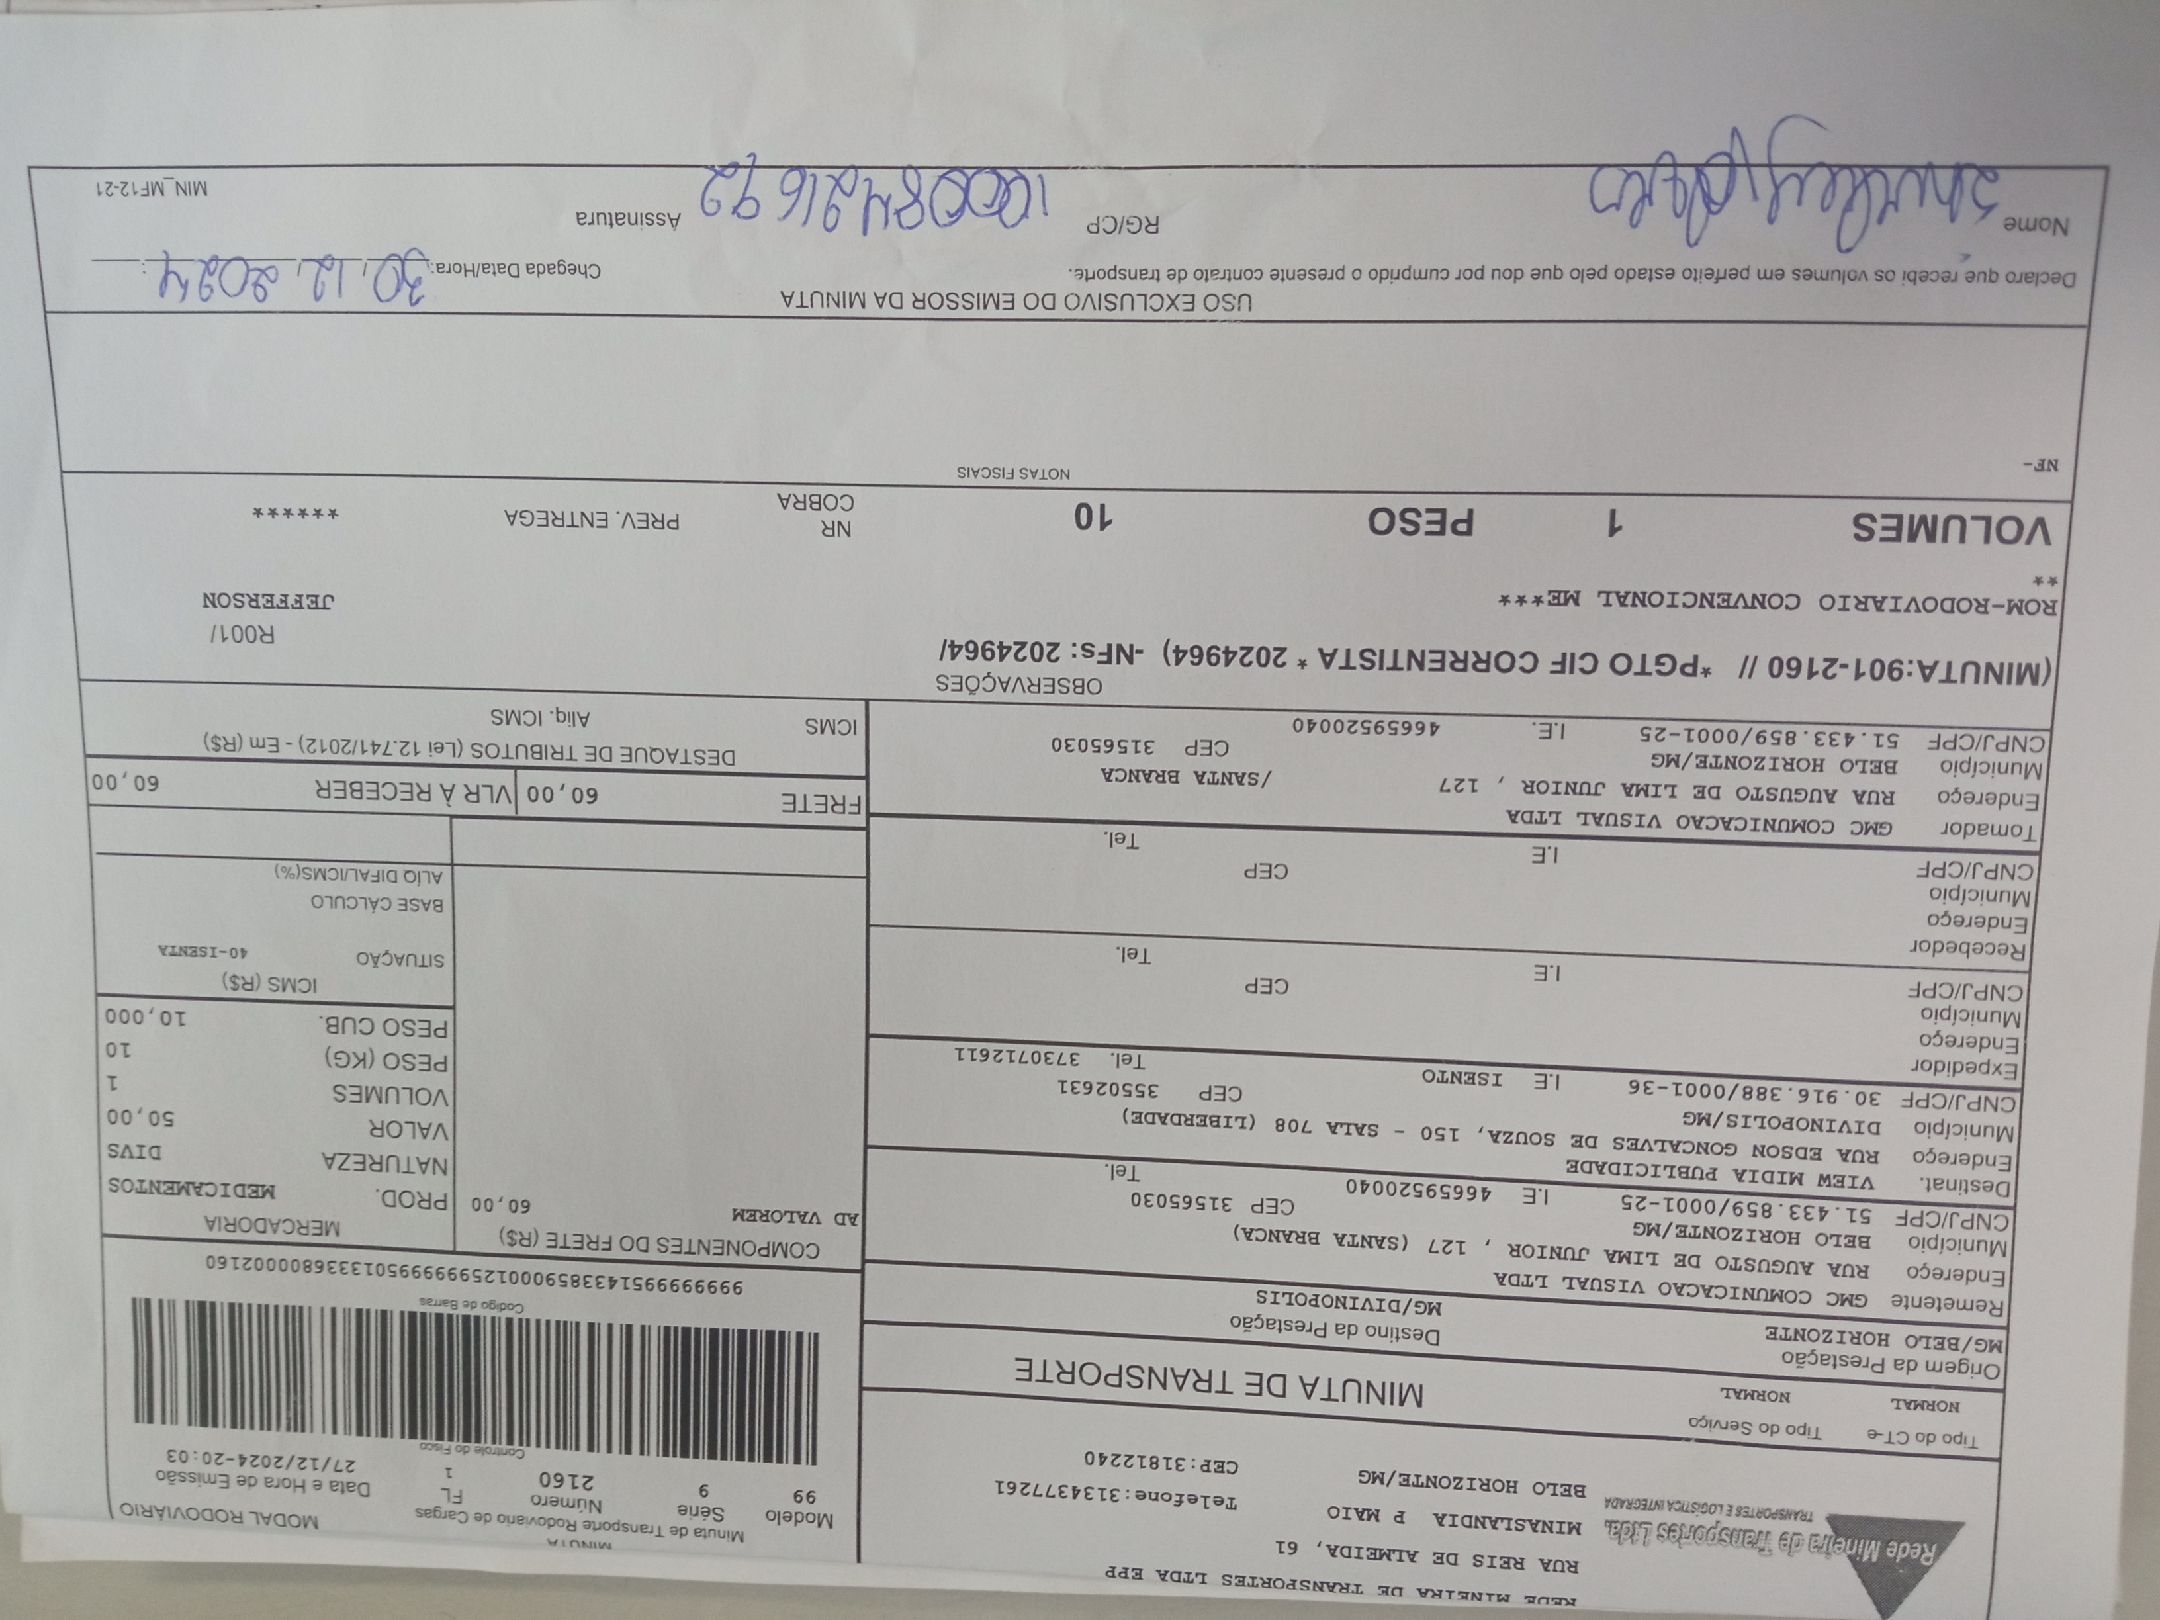 REDE MINEIRA DE TRANSPORTES LTDA EPP
RUA REIS DE ALMEIDA, 61
MINASLANDIA P MAIO Telefone:3134377261
BELO HORIZONTE/MG CEP:31812240
Rede Mineira de Transportes Ltda.
TRANSPORTES E LOGÍSTICA INTEGRADA
MINUTA
Minuta de Transporte Rodoviário de Cargas
MODAL RODOVIÁRIO
Modelo Série Número FL Data e Hora de Emissão
99 9 2160 1 27/12/2024-20:03
Controle do Fisco
Tipo do CT-e Tipo do Serviço
NORMAL NORMAL
MINUTA DE TRANSPORTE
Origem da Prestação Destino da Prestação
MG/BELO HORIZONTE MG/DIVINOPOLIS
Codigo de Barras
Remetente GMC COMUNICACAO VISUAL LTDA
Endereço RUA AUGUSTO DE LIMA JUNIOR , 127 (SANTA BRANCA)
Município BELO HORIZONTE/MG CEP 31565030
CNPJ/CPF 51.433.859/0001-25 I.E 46659520040 Tel.
Destinat. VIEW MIDIA PUBLICIDADE
Endereço RUA EDSON GONCALVES DE SOUZA, 150 - SALA 708 (LIBERDADE)
Município DIVINOPOLIS/MG CEP 35502631
CNPJ/CPF 30.916.388/0001-36 I.E ISENTO Tel. 3730712611
Expedidor
Endereço
Município CEP
CNPJ/CPF I.E Tel.
Recebedor
Endereço
Município CEP
CNPJ/CPF I.E Tel.
Tomador GMC COMUNICACAO VISUAL LTDA
Endereço RUA AUGUSTO DE LIMA JUNIOR , 127 /SANTA BRANCA
Município BELO HORIZONTE/MG CEP 31565030
CNPJ/CPF 51.433.859/0001-25 I.E. 46659520040
COMPONENTES DO FRETE (R$)
AD VALOREM 60,00
MERCADORIA
PROD. MEDICAMENTOS
NATUREZA DIVS
VALOR 50,00
VOLUMES 1
PESO (KG) 10
PESO CUB. 10,000
ICMS (R$)
SITUAÇÃO 40-ISENTA
BASE CÁLCULO
ALÍQ DIFAL/ICMS(%)
FRETE 60,00 VLR À RECEBER 60,00
DESTAQUE DE TRIBUTOS (Lei 12.741/2012) - Em (R$)
ICMS Aliq. ICMS
OBSERVAÇÕES
(MINUTA:901-2160 // *PGTO CIF CORRENTISTA * 2024964) -NFs: 2024964/
R001/
ROM-RODOVIARIO CONVENCIONAL ME***
JEFFERSON
**
VOLUMES 1 PESO 10 NR COBRA PREV. ENTREGA ******
NOTAS FISCAIS
NF-
USO EXCLUSIVO DO EMISSOR DA MINUTA
Declaro que recebi os volumes em perfeito estado pelo que dou por cumprido o presente contrato de transporte.
Chegada Data/Hora: 30, 12, 2024 :
Nome RG/CP Assinatura
MIN_MF12-21